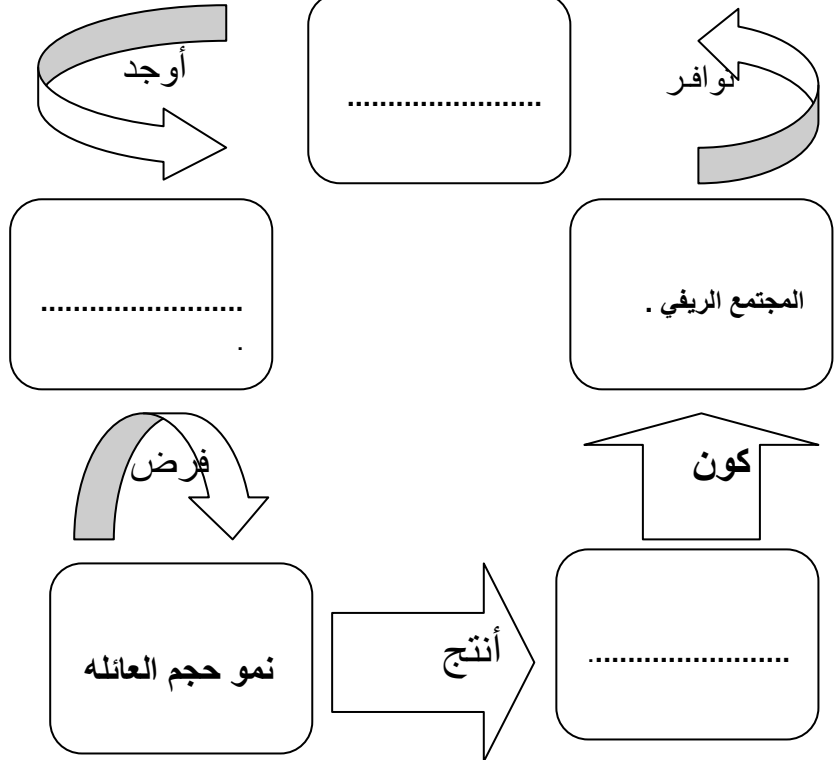 أوجد
........................
توافر
.........................
.
المجتمع الريفي .
فرض
كون
نمو حجم العائله
أنتج
.........................